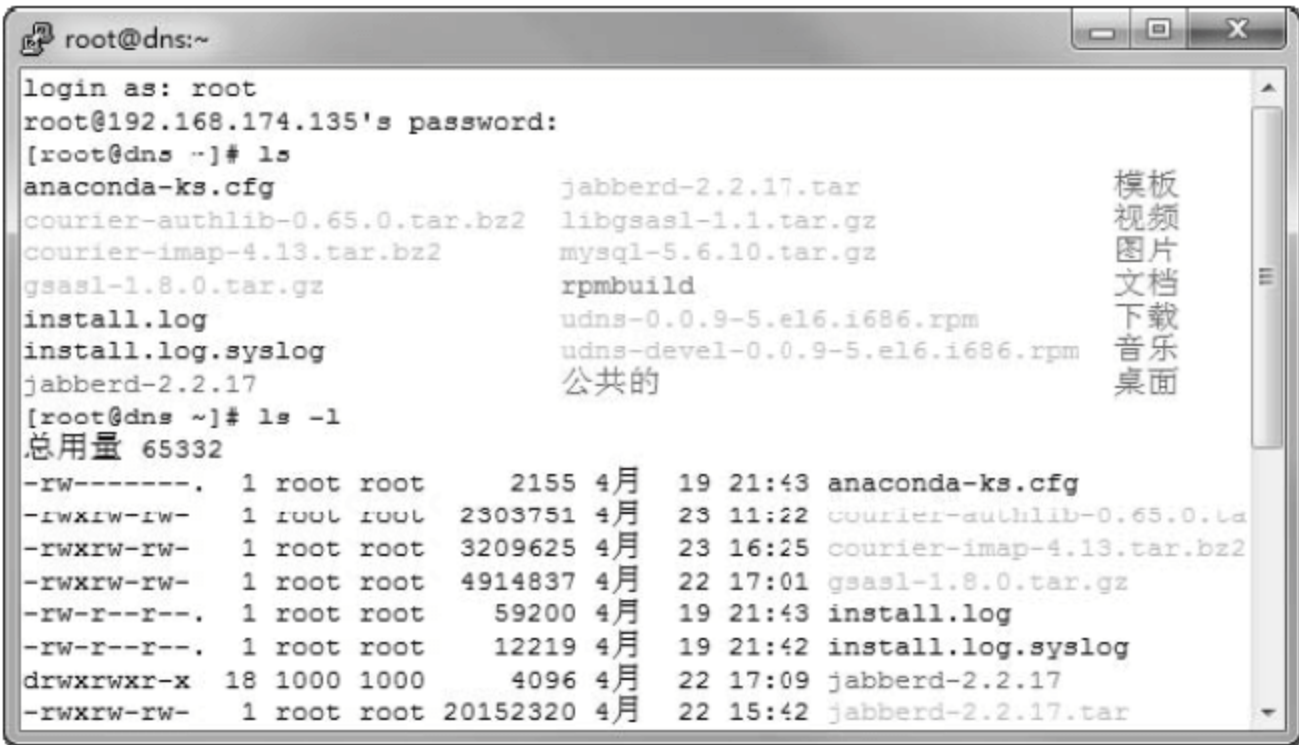 root@dns:~
login as: root
root@192.168.174.135's password:
[root@dns ~]# ls
anaconda-ks.cfg jabberd-2.2.17.tar 模板
courier-authlib-0.65.0.tar.bz2 libgsasl-1.1.tar.gz 视频
courier-imap-4.13.tar.bz2 mysql-5.6.10.tar.gz 图片
gsasl-1.8.0.tar.gz rpmbuild 文档
install.log udns-0.0.9-5.el6.i686.rpm 下载
install.log.syslog udns-devel-0.0.9-5.el6.i686.rpm 音乐
jabberd-2.2.17 公共的 桌面
[root@dns ~]# ls -l
总用量 65332
-rw-------. 1 root root 2155 4月 19 21:43 anaconda-ks.cfg
-rwxrw-rw- 1 root root 2303751 4月 23 11:22 courier-authlib-0.65.0.ta
-rwxrw-rw- 1 root root 3209625 4月 23 16:25 courier-imap-4.13.tar.bz2
-rwxrw-rw- 1 root root 4914837 4月 22 17:01 gsasl-1.8.0.tar.gz
-rw-r--r--. 1 root root 59200 4月 19 21:43 install.log
-rw-r--r--. 1 root root 12219 4月 19 21:42 install.log.syslog
drwxrwxr-x 18 1000 1000 4096 4月 22 17:09 jabberd-2.2.17
-rwxrw-rw- 1 root root 20152320 4月 22 15:42 jabberd-2.2.17.tar